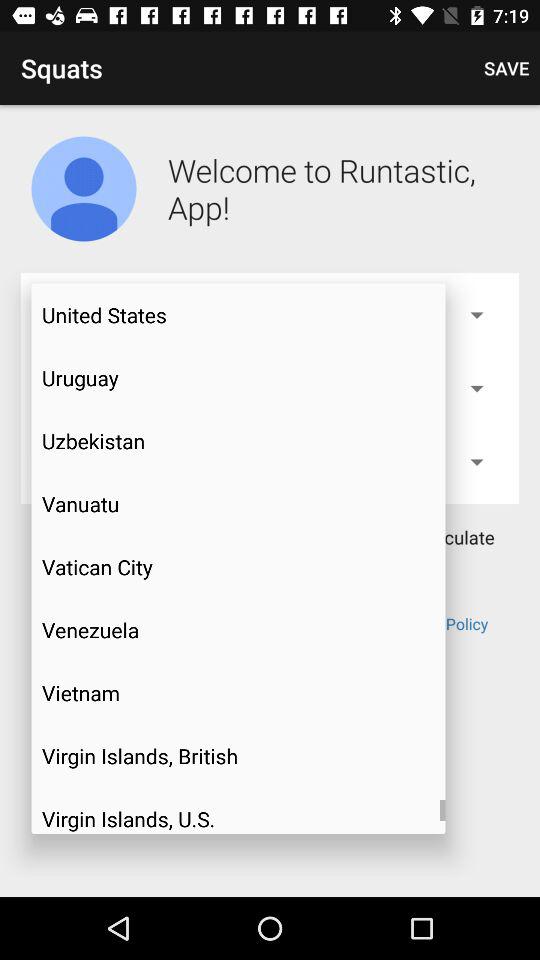 7:19
Squats
SAVE
Welcome to Runtastic,
App!
United States
Uruguay
Uzbekistan
Vanuatu
culate
Vatican City
Policy
Venezuela
Vietnam
Virgin Islands, British
Virgin Islands, U.S.